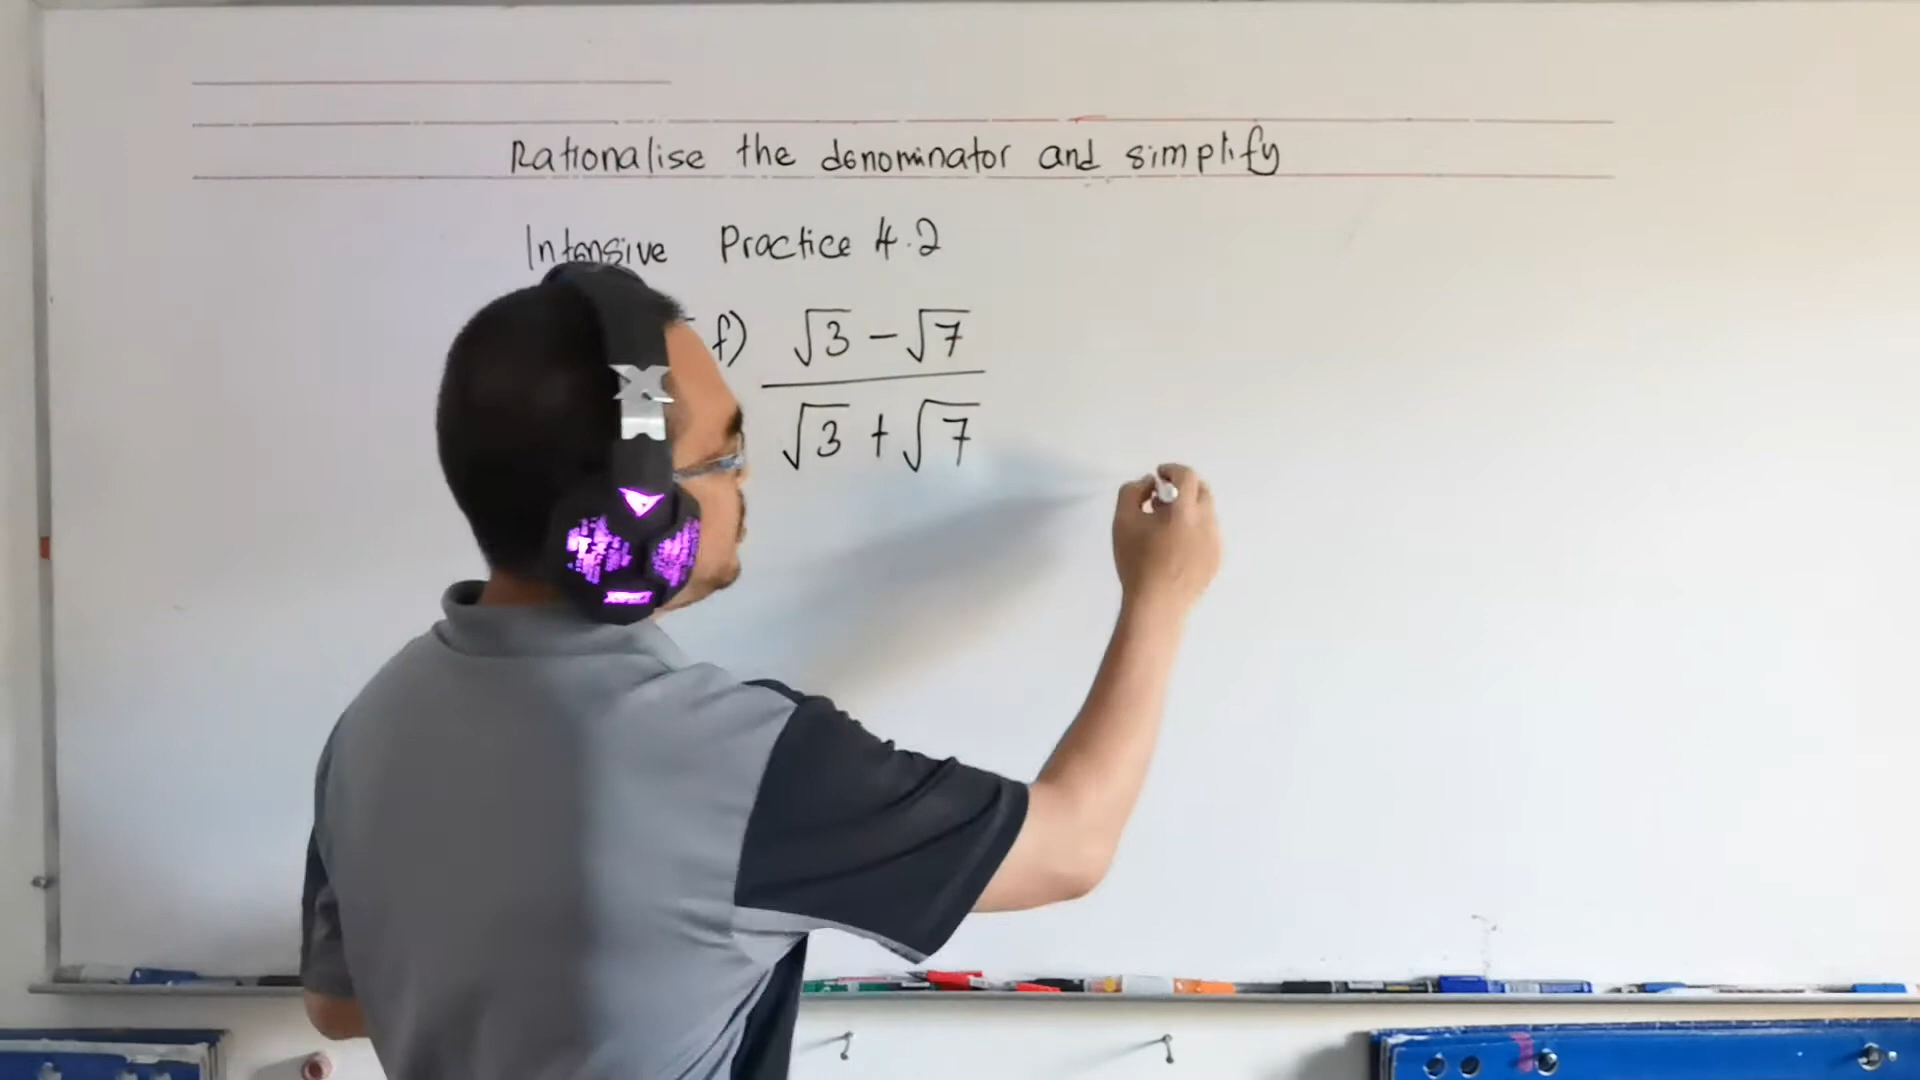 Rationalise the denominator and simplify
Intensive Practice 4.2
f) √3 - √7
√3 + √7